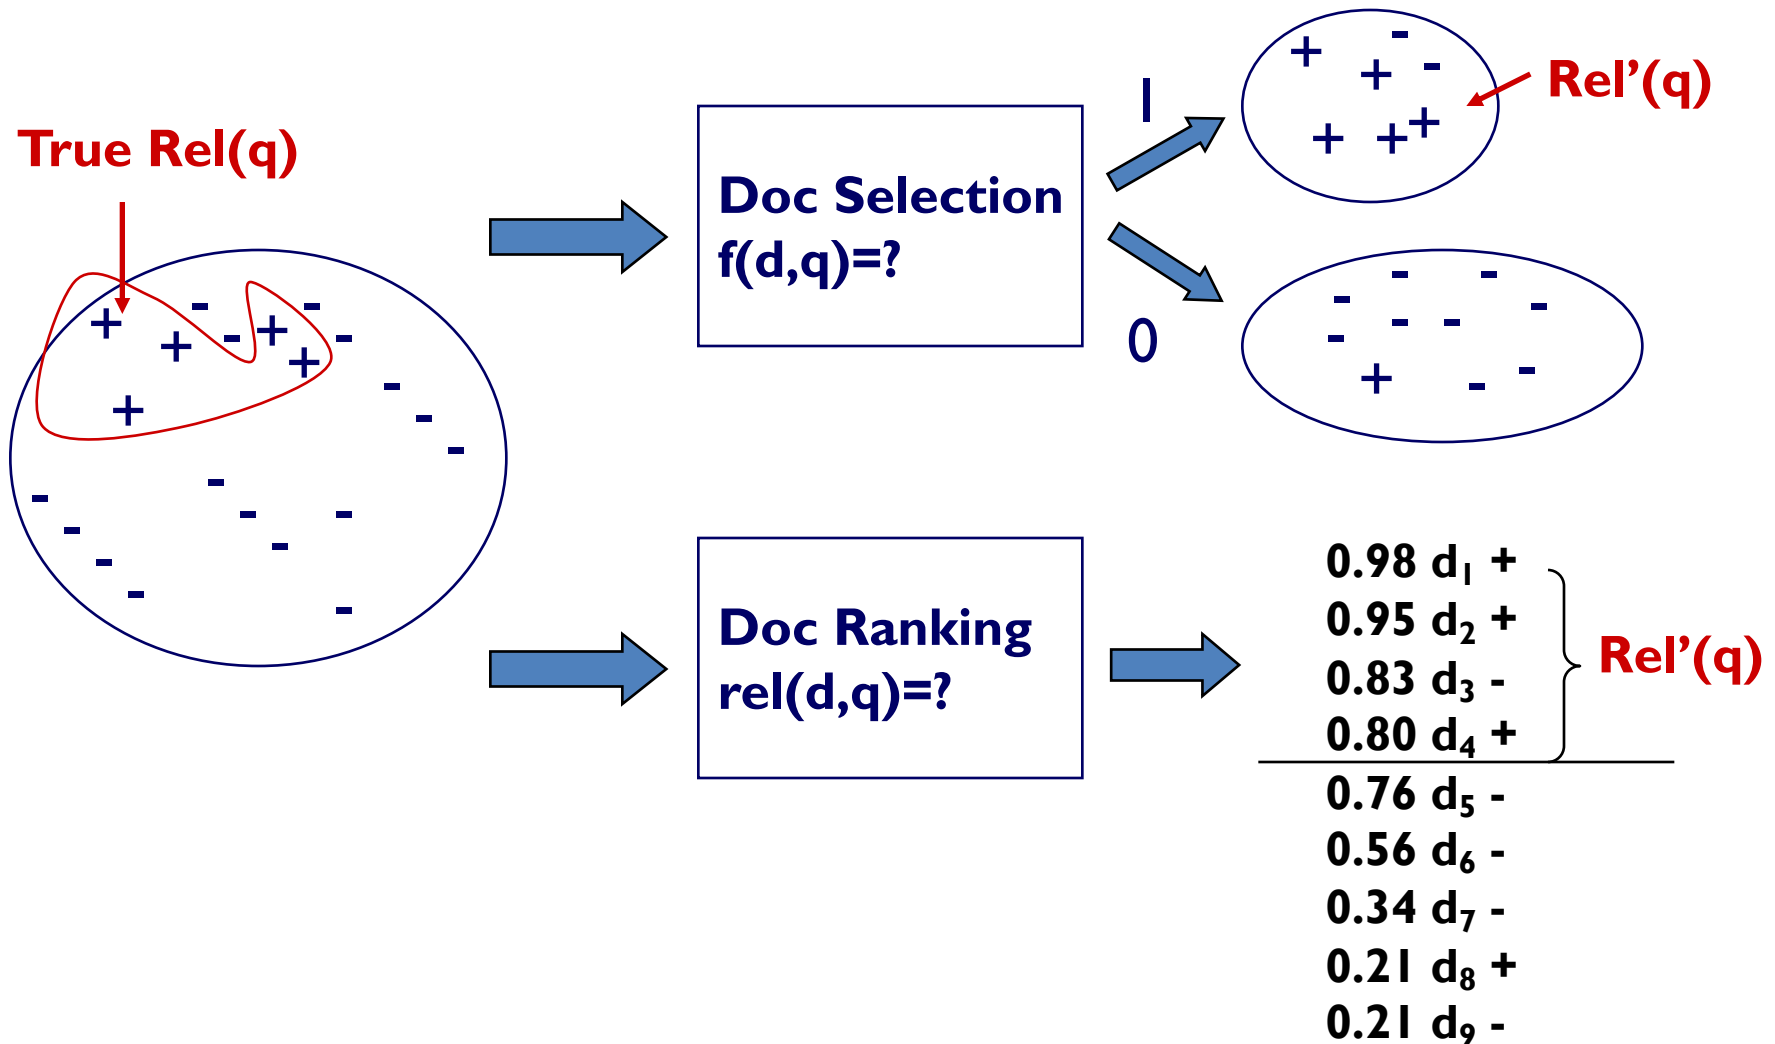 True Rel(q)
Doc Selection
f(d,q)=?
1
0
Rel’(q)
+ - + - + + +
- - - - - - - + - -
+ - + - + - + - + + - - - - - - - - - - - - -
Doc Ranking
rel(d,q)=?
0.98 d₁ +
0.95 d₂ +
0.83 d₃ -
0.80 d₄ +
Rel’(q)
0.76 d₅ -
0.56 d₆ -
0.34 d₇ -
0.21 d₈ +
0.21 d₉ -